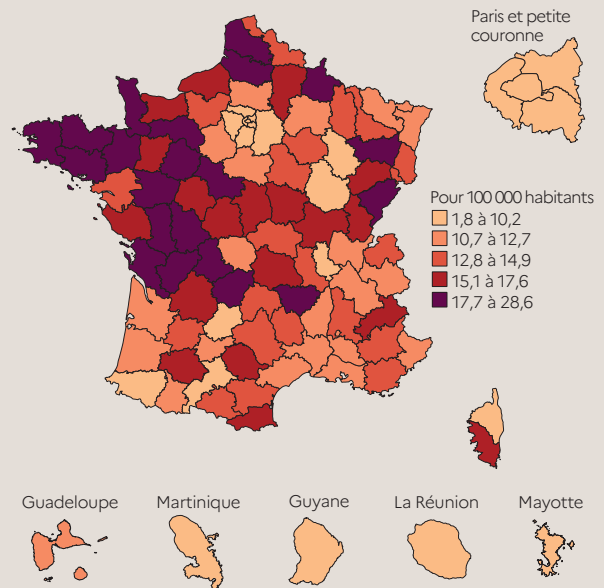 Paris et petite
couronne
Pour 100 000 habitants
1,8 à 10,2
10,7 à 12,7
12,8 à 14,9
15,1 à 17,6
17,7 à 28,6
Guadeloupe
Martinique
Guyane
La Réunion
Mayotte